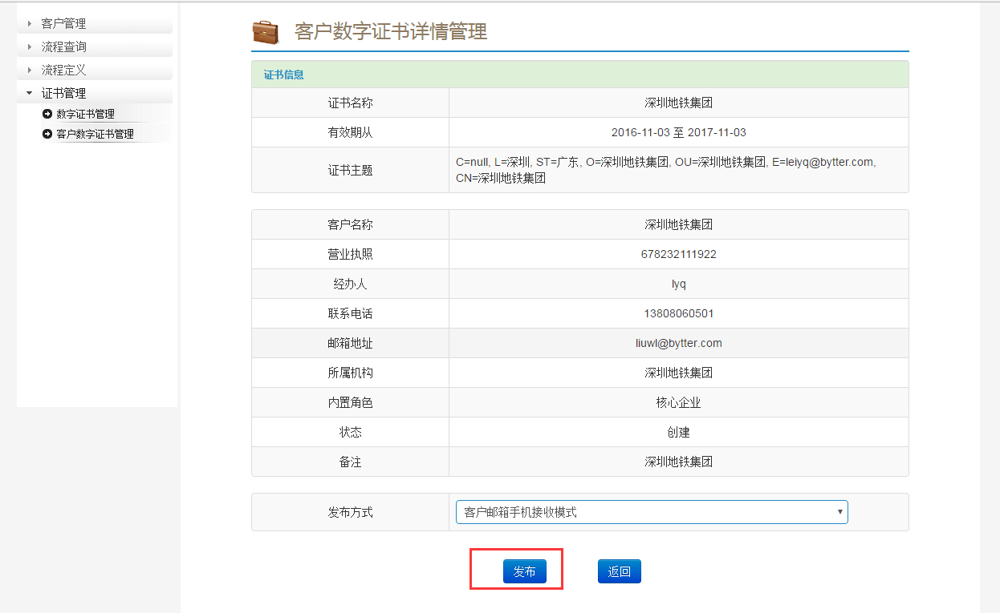 客户管理
流程查询
流程定义
证书管理
数字证书管理
客户数字证书管理
客户数字证书详情管理
证书信息
证书名称 深圳地铁集团
有效期从 2016-11-03 至 2017-11-03
证书主题 C=null, L=深圳, ST=广东, O=深圳地铁集团, OU=深圳地铁集团, E=leiyq@bytter.com,
CN=深圳地铁集团
客户名称 深圳地铁集团
营业执照 678232111922
经办人 lyq
联系电话 13808060501
邮箱地址 liuwl@bytter.com
所属机构 深圳地铁集团
内置角色 核心企业
状态 创建
备注 深圳地铁集团
发布方式 客户邮箱手机接收模式
发布 返回